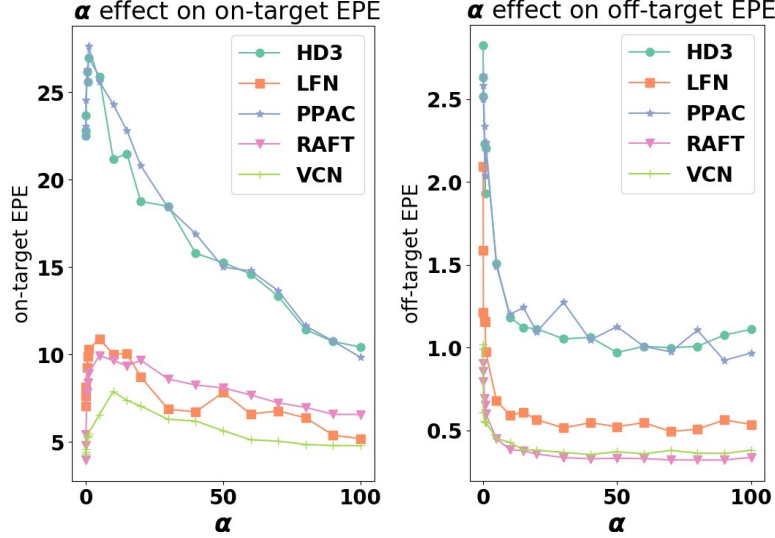 α effect on on-target EPE
on-target EPE
25
20
15
10
5
HD3
LFN
PPAC
RAFT
VCN
0
50
100
α
α effect on off-target EPE
off-target EPE
2.5
2.0
1.5
1.0
0.5
HD3
LFN
PPAC
RAFT
VCN
0
50
100
α